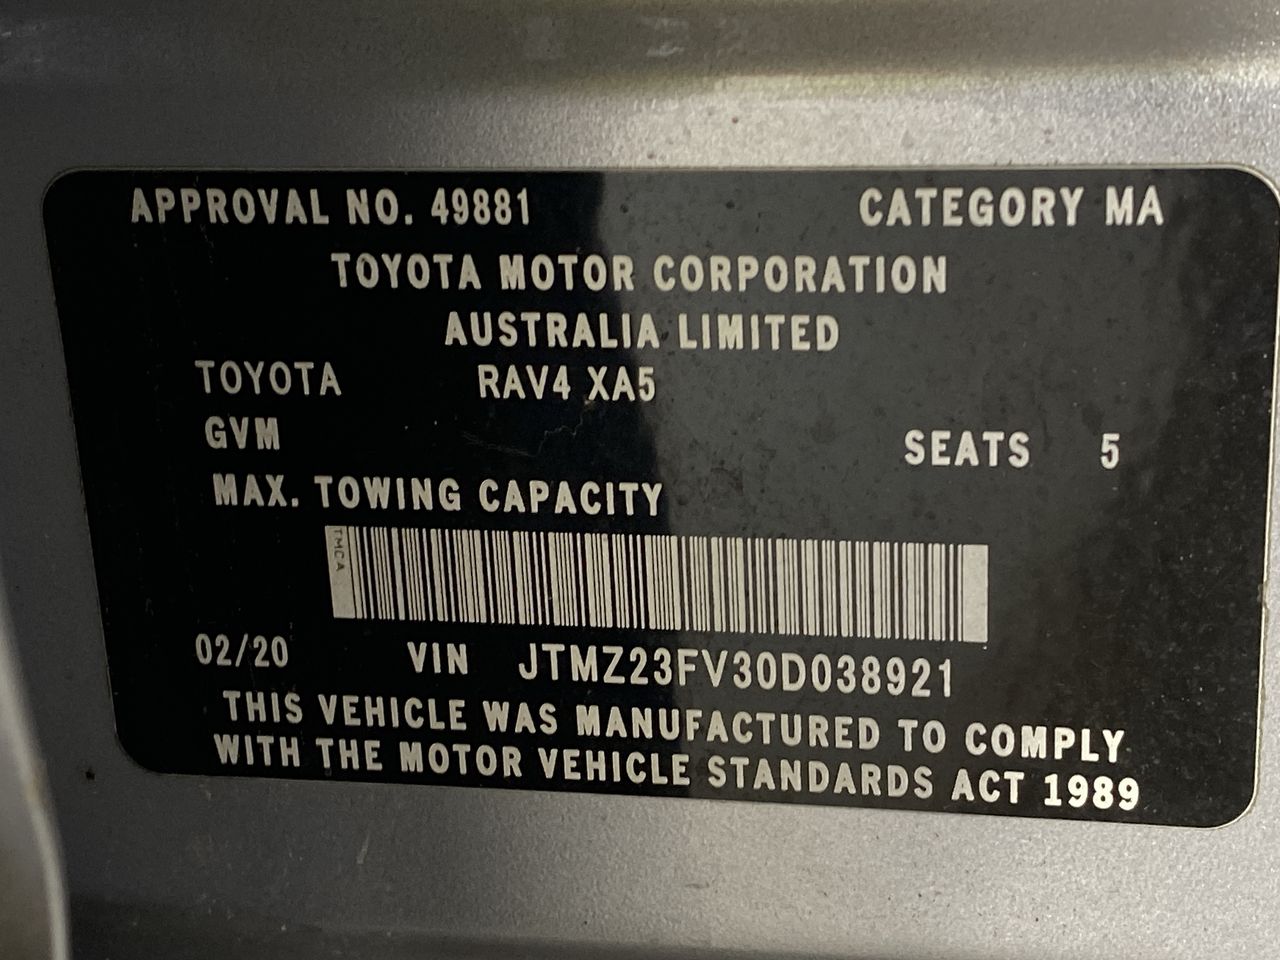 APPROVAL NO. 49881 CATEGORY MA
TOYOTA MOTOR CORPORATION
AUSTRALIA LIMITED
TOYOTA RAV4 XA5
GVM SEATS 5
MAX. TOWING CAPACITY
TMCA
02/20 VIN JTMZ23FV30D038921
THIS VEHICLE WAS MANUFACTURED TO COMPLY
WITH THE MOTOR VEHICLE STANDARDS ACT 1989